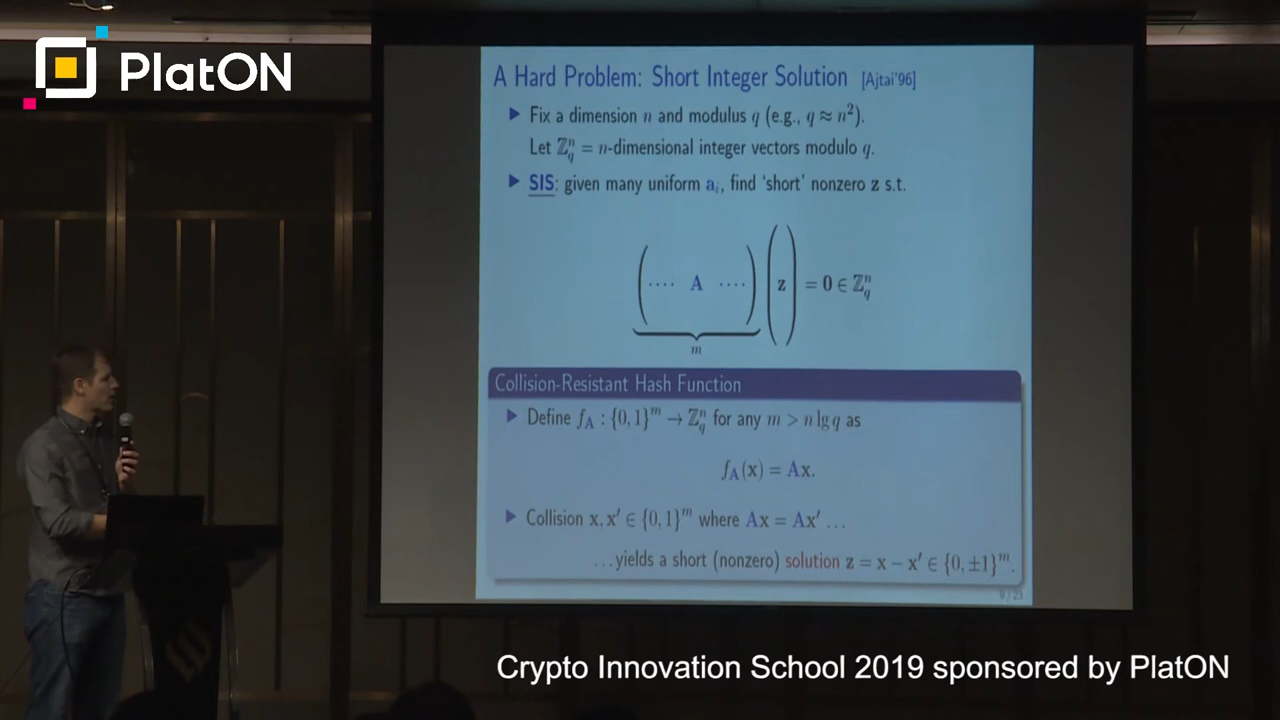 PlatON
A Hard Problem: Short Integer Solution [Ajtai'96]
▶ Fix a dimension n and modulus q (e.g., q ≈ n²).
Let ℤ_q^n = n-dimensional integer vectors modulo q.
▶ SIS: given many uniform a_i, find ‘short’ nonzero z s.t.
(···· A ····) (z) = 0 ∈ ℤ_q^n
m
Collision-Resistant Hash Function
▶ Define f_A : {0,1}^m → ℤ_q^n for any m > n lg q as
f_A(x) = Ax.
▶ Collision x, x′ ∈ {0,1}^m where Ax = Ax′ ...
... yields a short (nonzero) solution z = x − x′ ∈ {0,±1}^m.
Crypto Innovation School 2019 sponsored by PlatON